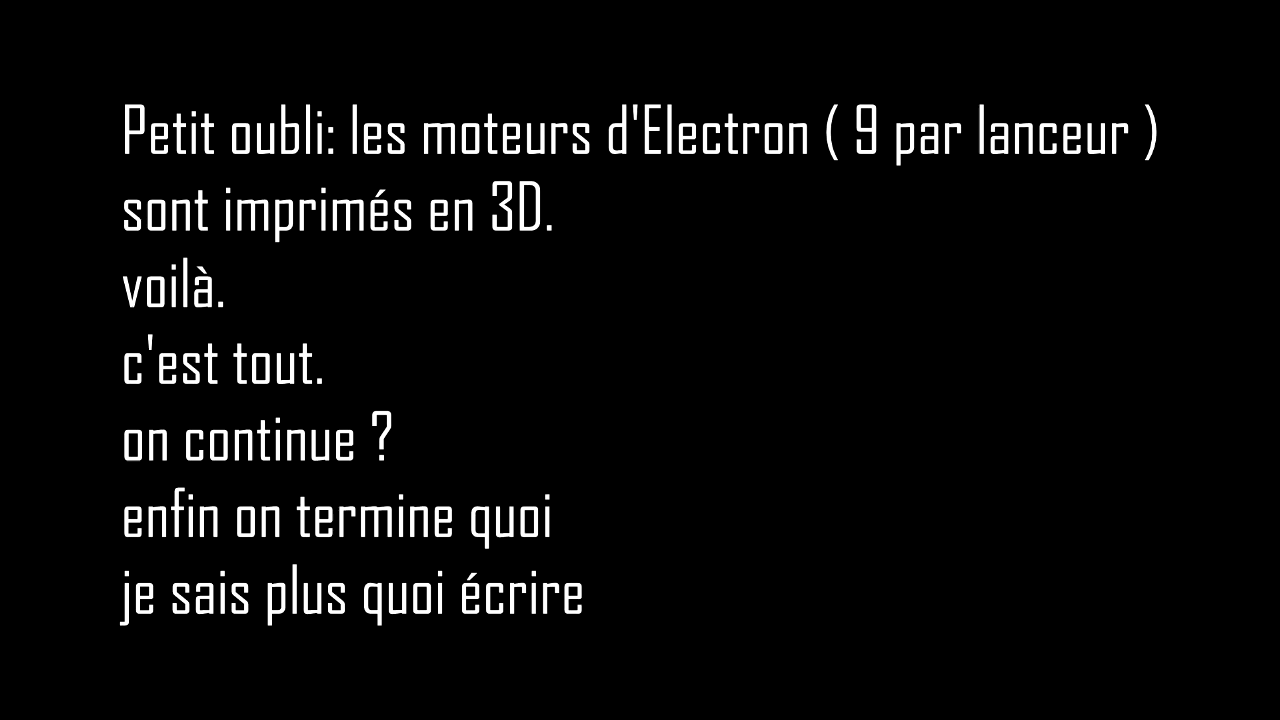 Petit oubli: les moteurs d'Electron ( 9 par lanceur )
sont imprimés en 3D.
voilà.
c'est tout.
on continue ?
enfin on termine quoi
je sais plus quoi écrire